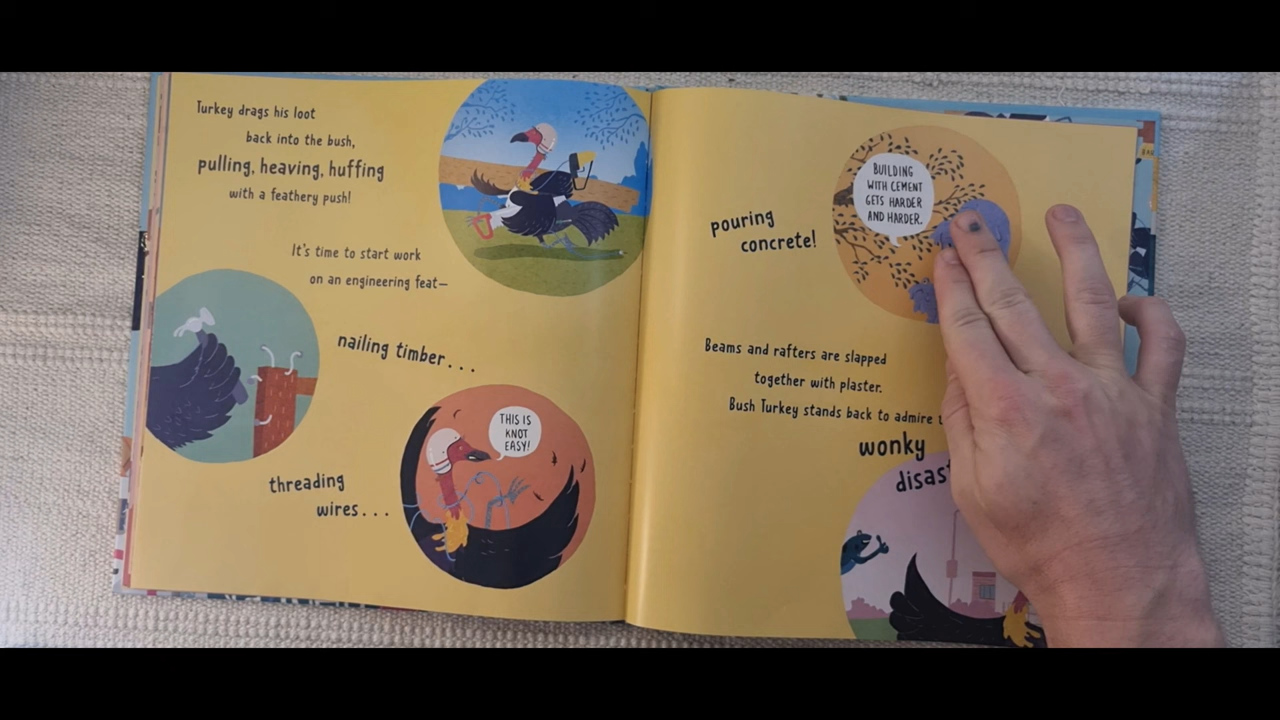 Turkey drags his loot
back into the bush,
pulling, heaving, huffing
with a feathery push!
It's time to start work
on an engineering feat—
nailing timber...
THIS IS
KNOT
EASY!
threading
wires...
BUILDING
WITH CEMENT
GETS HARDER
AND HARDER.
pouring
concrete!
Beams and rafters are slapped
together with plaster.
Bush Turkey stands back to admire
wonky